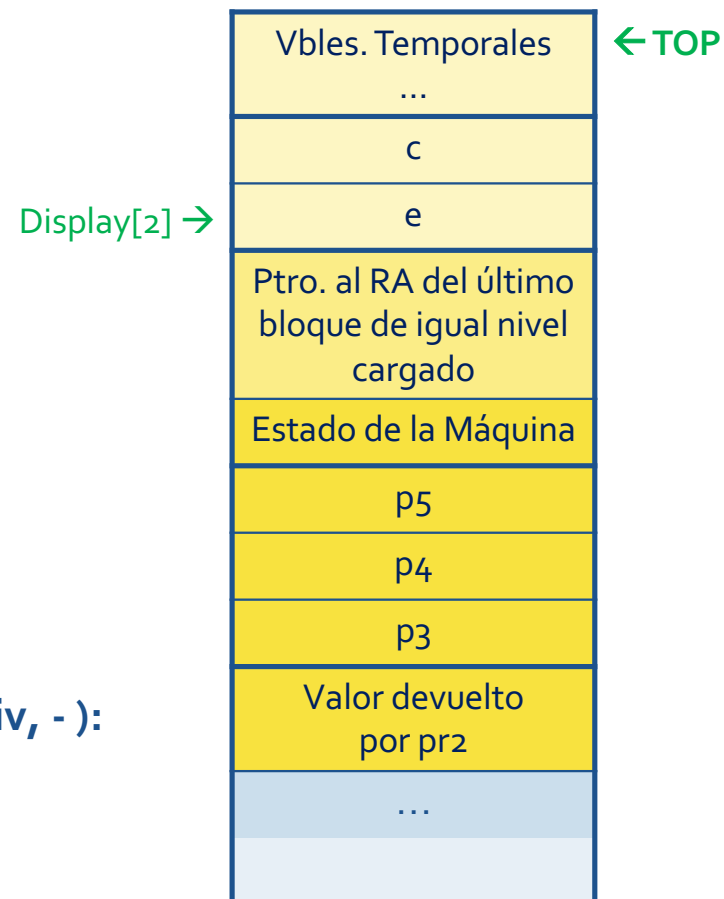 Vbles. Temporales
...
← TOP
c
Display[2] →
e
Ptro. al RA del último
bloque de igual nivel
cargado
Estado de la Máquina
p5
p4
p3
iv, - ):
Valor devuelto
por pr2
...